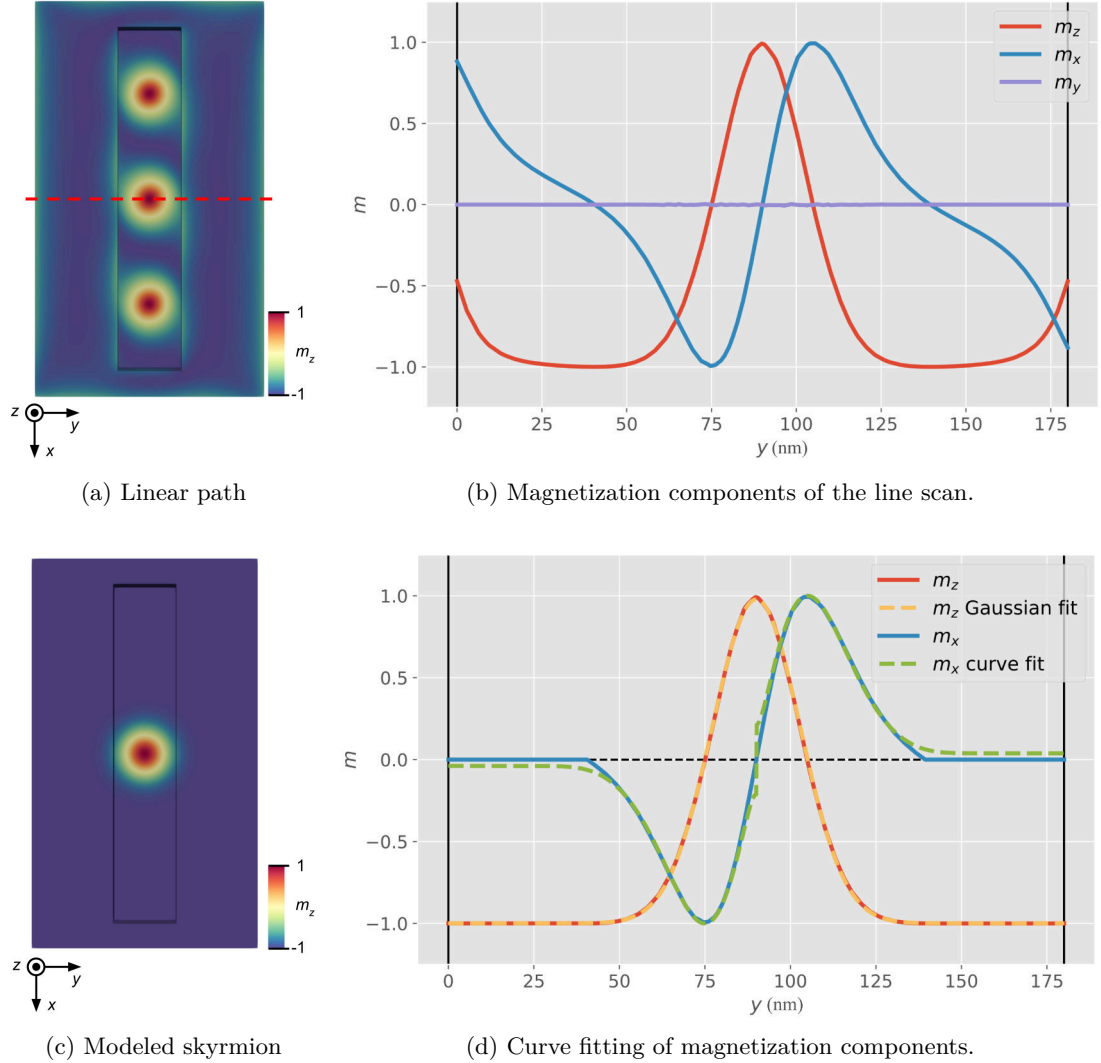 1
m_z
-1
z
y
x
(a) Linear path
1.0
0.5
0.0
−0.5
−1.0
m
m_z
m_x
m_y
0 25 50 75 100 125 150 175
y (nm)
(b) Magnetization components of the line scan.
1
m_z
-1
z
y
x
(c) Modeled skyrmion
1.0
0.5
0.0
−0.5
−1.0
m
m_z
m_z Gaussian fit
m_x
m_x curve fit
0 25 50 75 100 125 150 175
y (nm)
(d) Curve fitting of magnetization components.